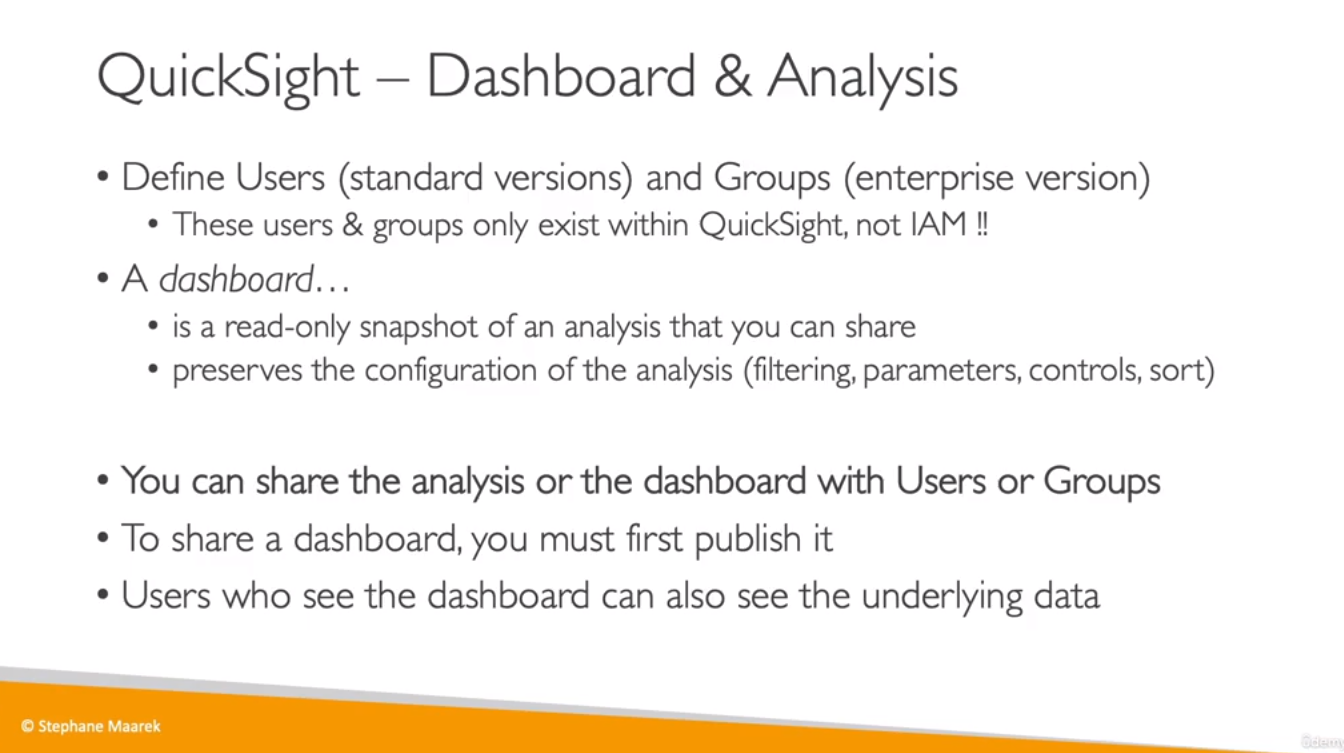 QuickSight – Dashboard & Analysis
• Define Users (standard versions) and Groups (enterprise version)
• These users & groups only exist within QuickSight, not IAM !!
• A dashboard…
• is a read-only snapshot of an analysis that you can share
• preserves the configuration of the analysis (filtering, parameters, controls, sort)
• You can share the analysis or the dashboard with Users or Groups
• To share a dashboard, you must first publish it
• Users who see the dashboard can also see the underlying data
© Stephane Maarek